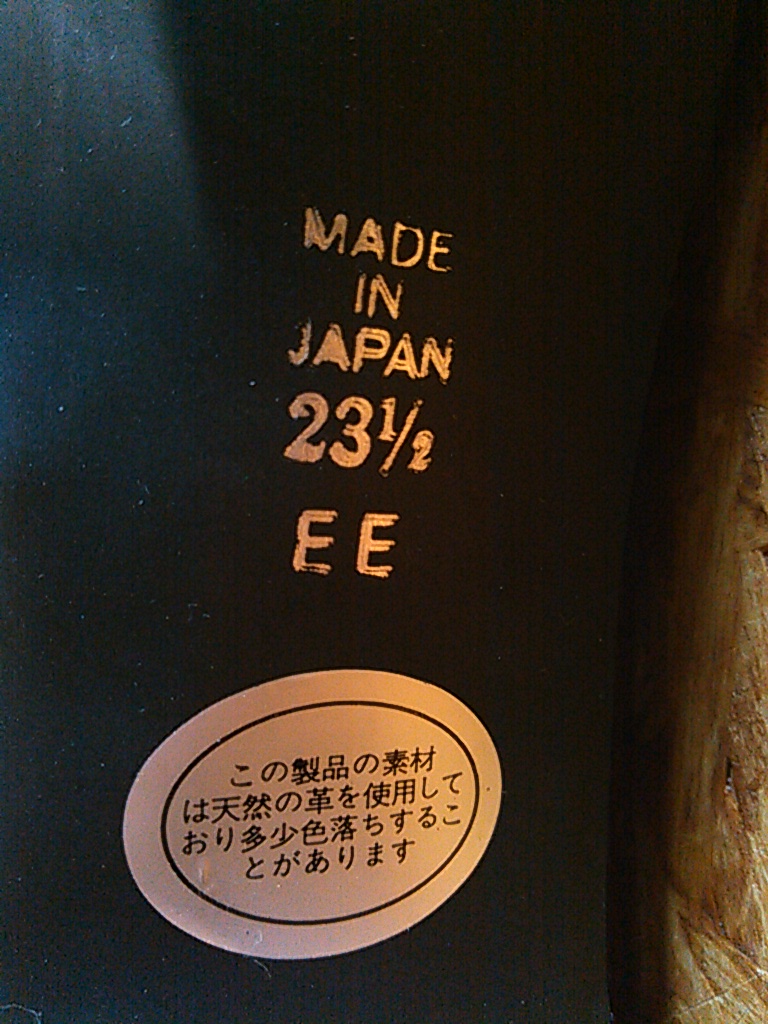 MADE
IN
JAPAN
23½
EE
この製品の素材
は天然の革を使用して
おり多少色落ちするこ
とがあります